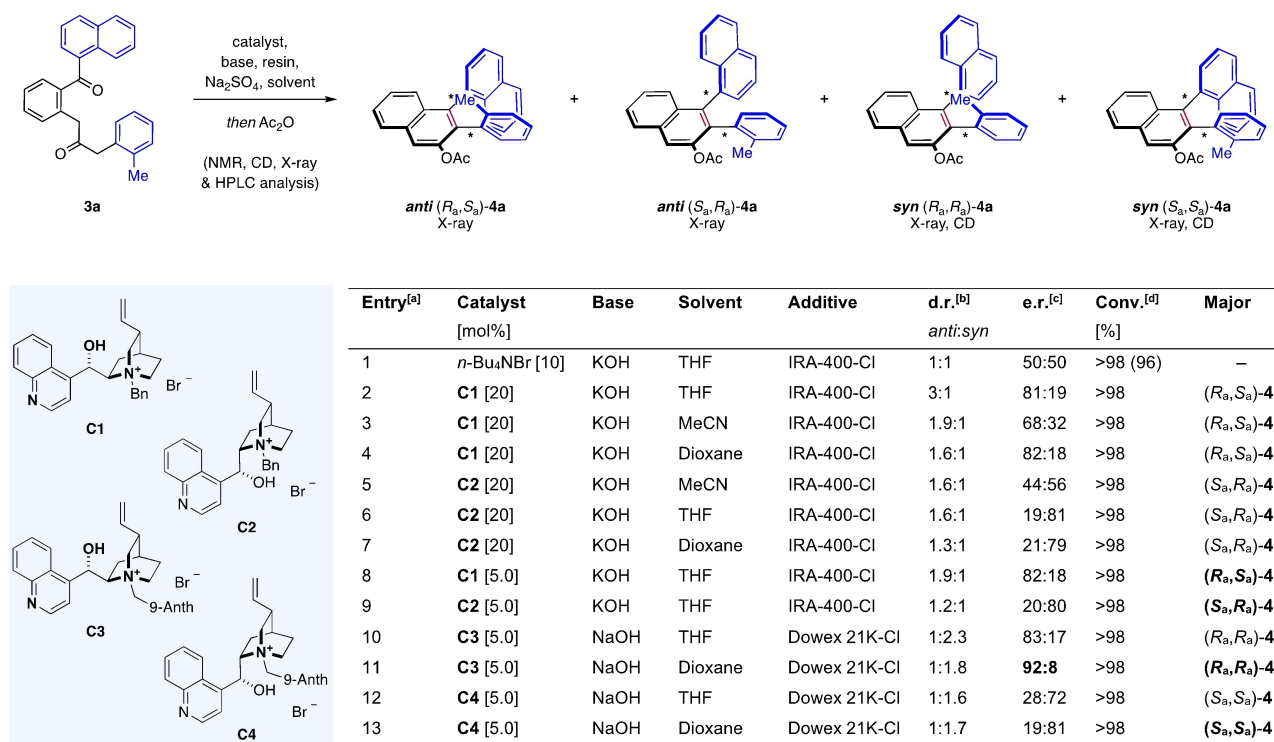 catalyst,
base, resin,
Na₂SO₄, solvent
then Ac₂O
(NMR, CD, X-ray
& HPLC analysis)
O
O
Me
3a
*
Me
*
OAc
anti (Rₐ,Sₐ)-4a
X-ray
+
*
*
OAc
Me
anti (Sₐ,Rₐ)-4a
X-ray
+
*
Me
*
OAc
syn (Rₐ,Rₐ)-4a
X-ray, CD
+
*
*
OAc
Me
syn (Sₐ,Sₐ)-4a
X-ray, CD
OH
N
N⁺
Bn
Br⁻
C1
N
N⁺
Bn
OH
Br⁻
C2
OH
N
N⁺
9-Anth
Br⁻
C3
N
N⁺
9-Anth
OH
Br⁻
C4
Entry[a] Catalyst Base Solvent Additive d.r.[b] e.r.[c] Conv.[d] Major
[mol%] anti:syn [%]
1 n-Bu₄NBr [10] KOH THF IRA-400-Cl 1:1 50:50 >98 (96) –
2 C1 [20] KOH THF IRA-400-Cl 3:1 81:19 >98 (Rₐ,Sₐ)-4
3 C1 [20] KOH MeCN IRA-400-Cl 1.9:1 68:32 >98 (Rₐ,Sₐ)-4
4 C1 [20] KOH Dioxane IRA-400-Cl 1.6:1 82:18 >98 (Rₐ,Sₐ)-4
5 C2 [20] KOH MeCN IRA-400-Cl 1.6:1 44:56 >98 (Sₐ,Rₐ)-4
6 C2 [20] KOH THF IRA-400-Cl 1.6:1 19:81 >98 (Sₐ,Rₐ)-4
7 C2 [20] KOH Dioxane IRA-400-Cl 1.3:1 21:79 >98 (Sₐ,Rₐ)-4
8 C1 [5.0] KOH THF IRA-400-Cl 1.9:1 82:18 >98 (Rₐ,Sₐ)-4
9 C2 [5.0] KOH THF IRA-400-Cl 1.2:1 20:80 >98 (Sₐ,Rₐ)-4
10 C3 [5.0] NaOH THF Dowex 21K-Cl 1:2.3 83:17 >98 (Rₐ,Rₐ)-4
11 C3 [5.0] NaOH Dioxane Dowex 21K-Cl 1:1.8 92:8 >98 (Rₐ,Rₐ)-4
12 C4 [5.0] NaOH THF Dowex 21K-Cl 1:1.6 28:72 >98 (Sₐ,Sₐ)-4
13 C4 [5.0] NaOH Dioxane Dowex 21K-Cl 1:1.7 19:81 >98 (Sₐ,Sₐ)-4